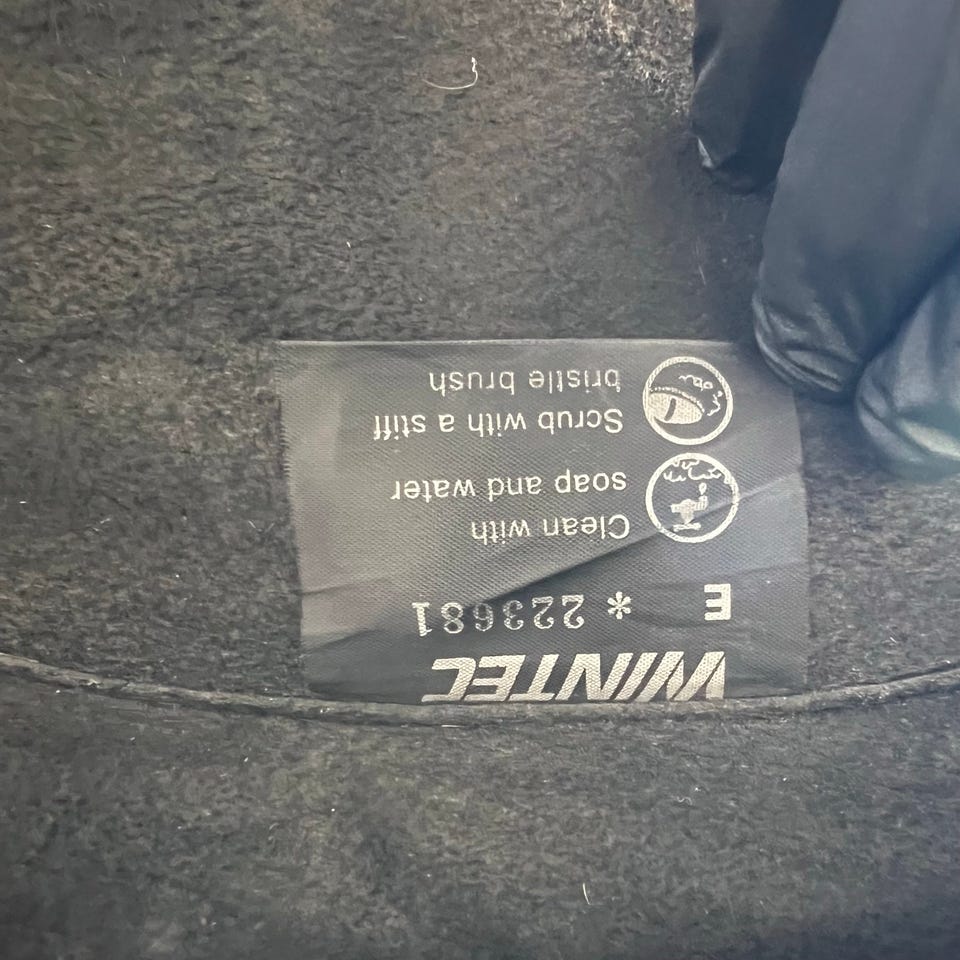 WINTEC
E * 223681
Clean with
soap and water
Scrub with a stiff
bristle brush